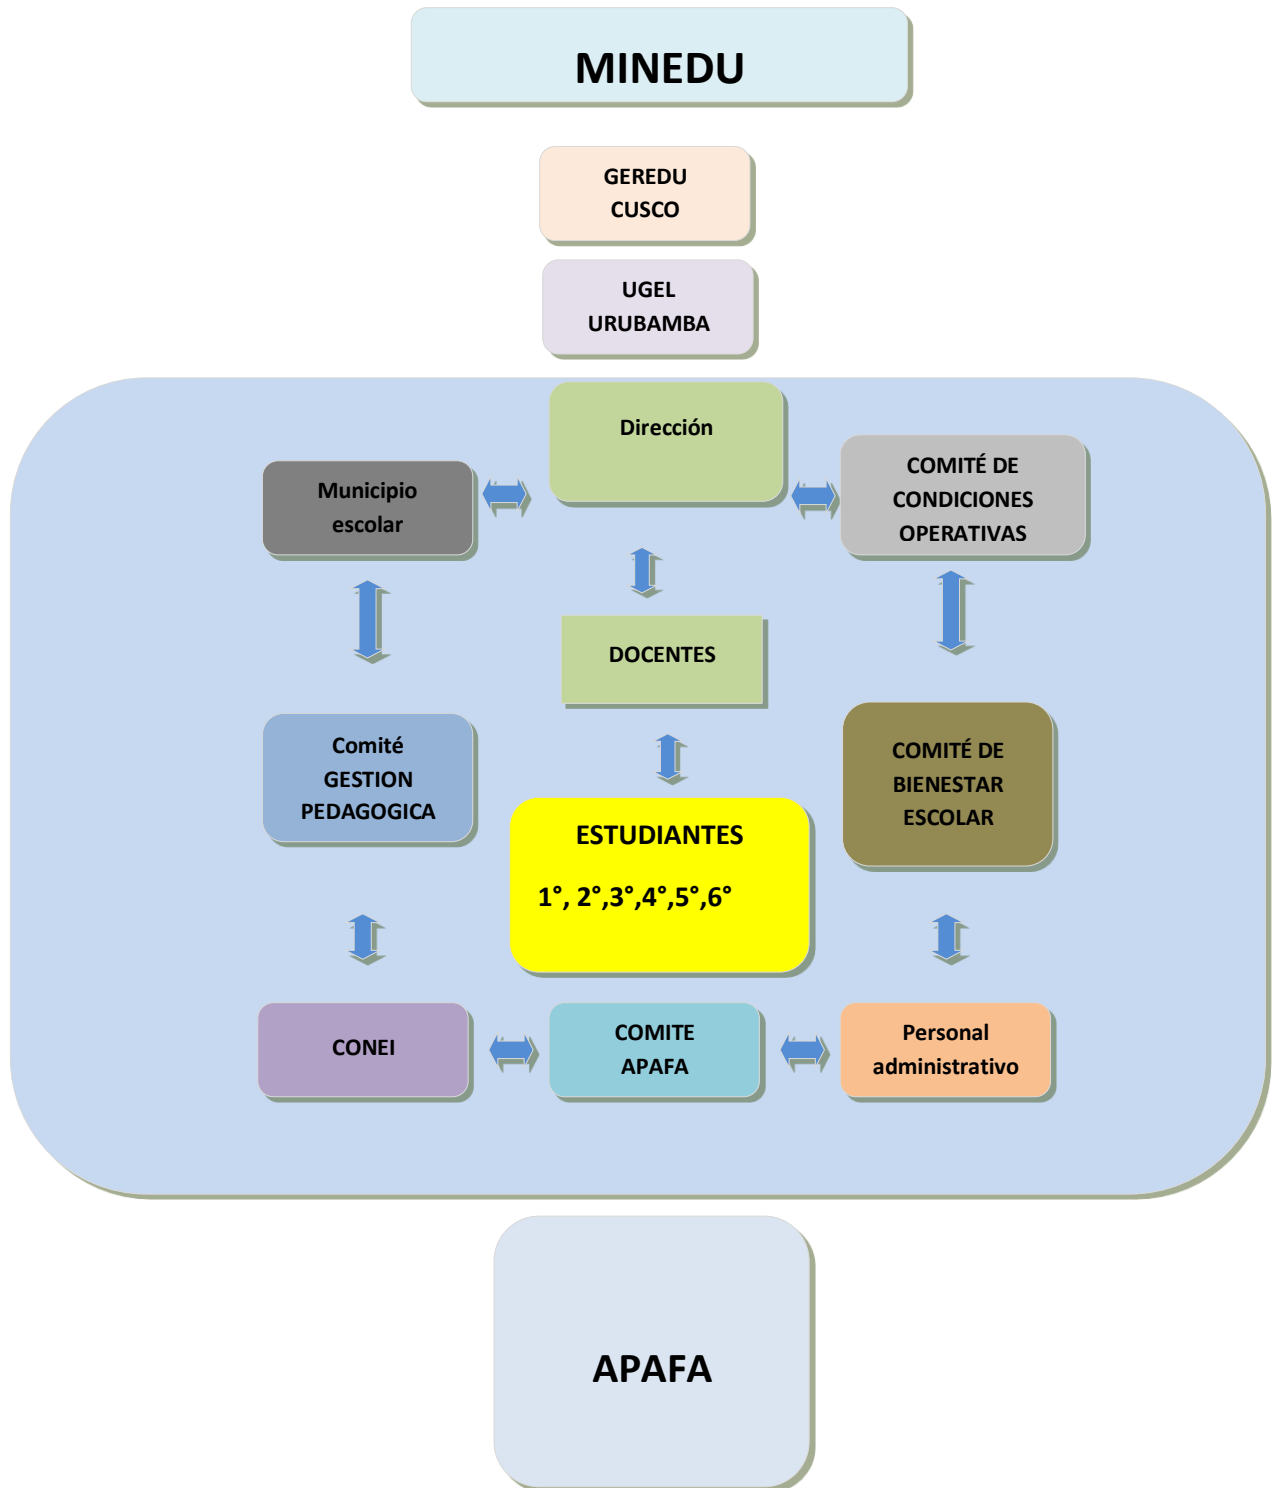 MINEDU
GEREDU
CUSCO
UGEL
URUBAMBA
Dirección
Municipio
escolar
COMITÉ DE
CONDICIONES
OPERATIVAS
DOCENTES
Comité
GESTION
PEDAGOGICA
COMITÉ DE
BIENESTAR
ESCOLAR
ESTUDIANTES
1°, 2°,3°,4°,5°,6°
CONEI
COMITE
APAFA
Personal
administrativo
APAFA